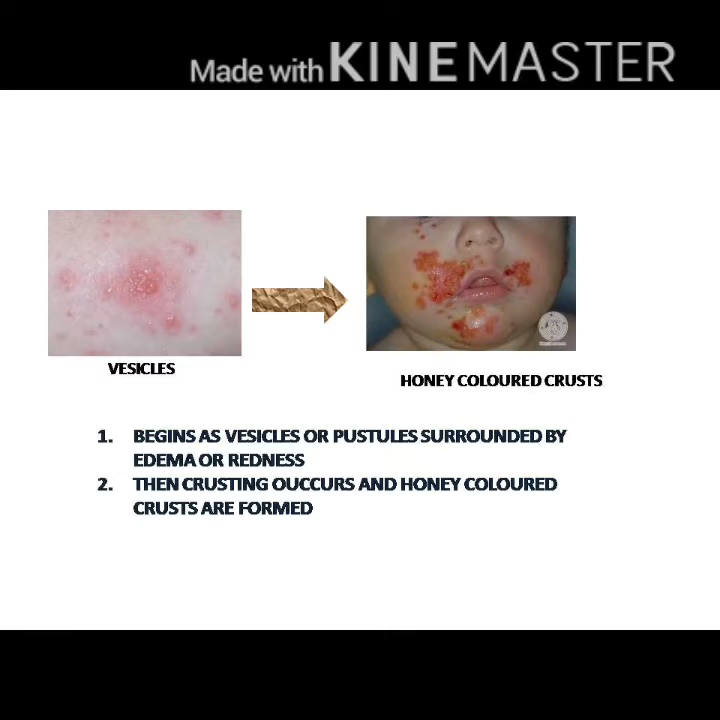 Made with KINEMASTER
VESICLES
HONEY COLOURED CRUSTS
1. BEGINS AS VESICLES OR PUSTULES SURROUNDED BY
EDEMA OR REDNESS
2. THEN CRUSTING OUCCURS AND HONEY COLOURED
CRUSTS ARE FORMED